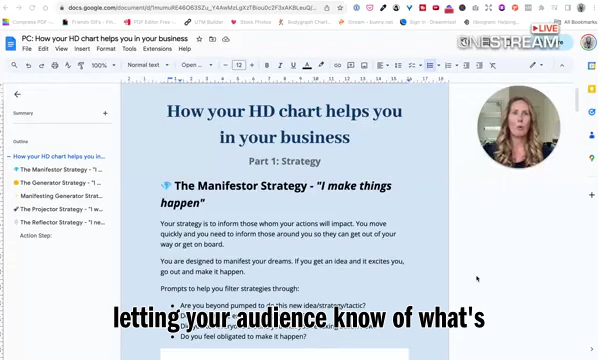 docs.google.com/document/d/
PC: How your HD chart helps you in your business
File Edit View Insert Format Tools Extensions
LIVE
ONESTREAM
100%
Normal text
Open ...
12
Summary
Outline
How your HD chart helps you in...
The Manifestor Strategy - "I ...
The Generator Strategy - "I...
Manifesting Generator Strat...
The Projector Strategy - "I w...
The Reflector Strategy - "I ne...
Action Step:
How your HD chart helps you
in your business
Part 1: Strategy
The Manifestor Strategy - "I make things
happen"
Your strategy is to inform those whom your actions will impact. You move
quickly and you need to inform those around you so they can get out of your
way or get on board.
You are designed to manifest your dreams. If you get an idea and it excites you,
go out and make it happen.
Prompts to help you filter strategies through:
Are you beyond pumped to do this new idea/strategy/tactic?
letting your audience know of what's
Do you feel obligated to make it happen?